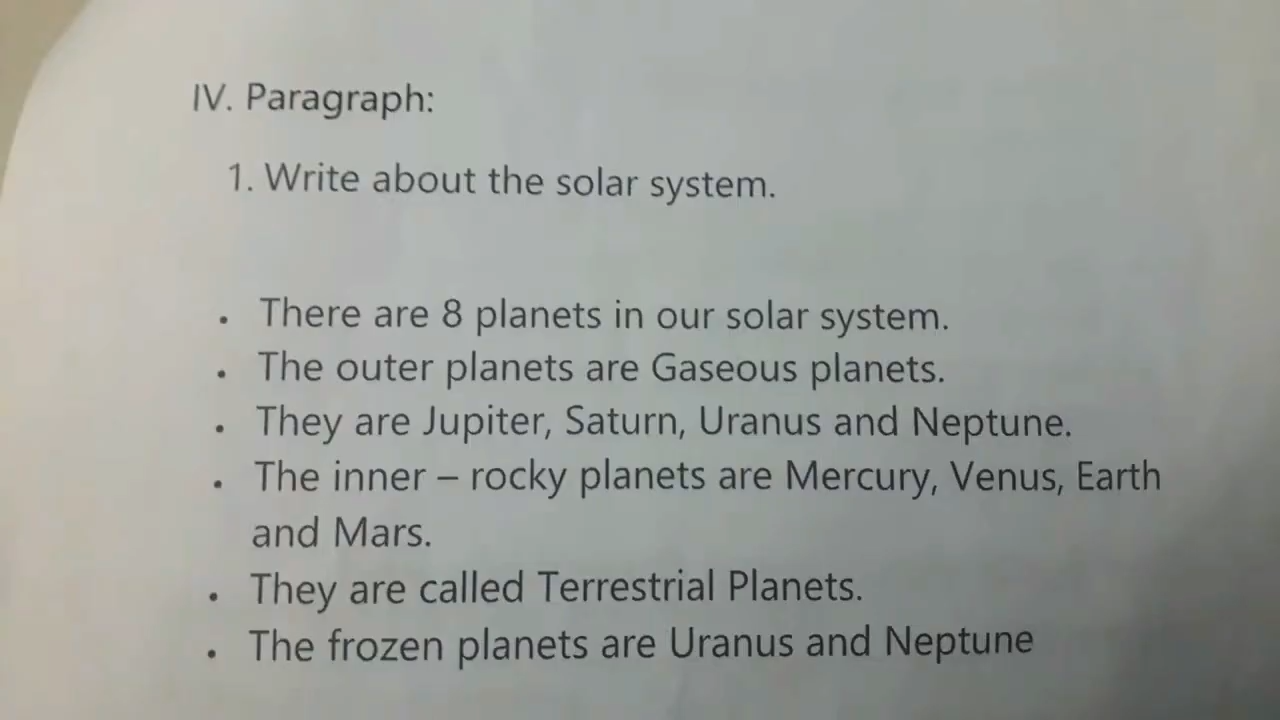 IV. Paragraph:
1. Write about the solar system.
• There are 8 planets in our solar system.
• The outer planets are Gaseous planets.
• They are Jupiter, Saturn, Uranus and Neptune.
• The inner – rocky planets are Mercury, Venus, Earth
and Mars.
• They are called Terrestrial Planets.
• The frozen planets are Uranus and Neptune